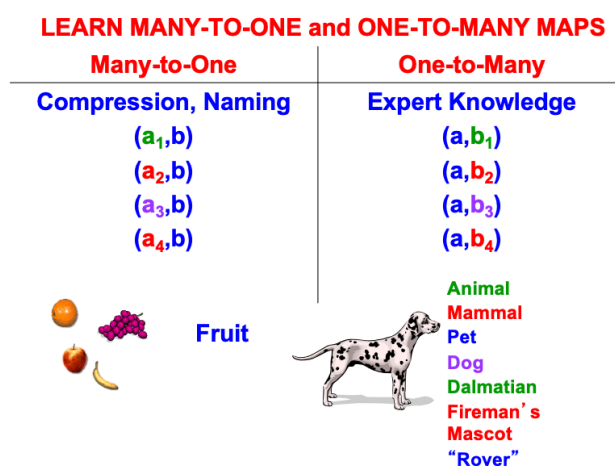 LEARN MANY-TO-ONE and ONE-TO-MANY MAPS
Many-to-One
One-to-Many
Compression, Naming
Expert Knowledge
(a₁,b)
(a,b₁)
(a₂,b)
(a,b₂)
(a₃,b)
(a,b₃)
(a₄,b)
(a,b₄)
Fruit
Animal
Mammal
Pet
Dog
Dalmatian
Fireman's
Mascot
“Rover”